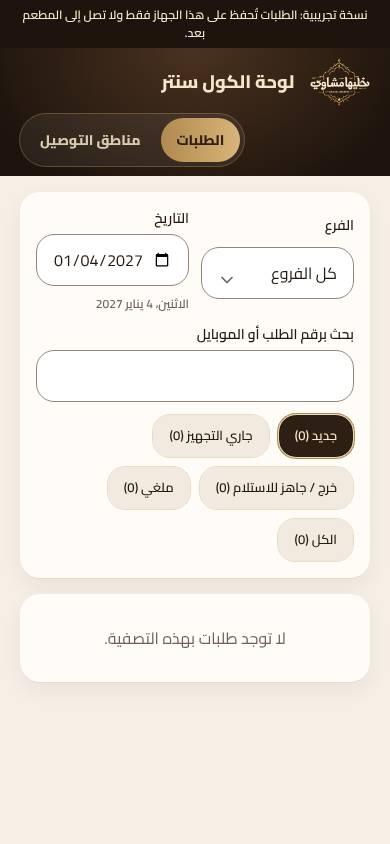 نسخة تجريبية: الطلبات تُحفظ على هذا الجهاز فقط ولا تصل إلى المطعم
بعد.
خليها مشاوي
لوحة الكول سنتر
الطلبات
مناطق التوصيل
الفرع
كل الفروع
التاريخ
01/04/2027
الاثنين، 4 يناير 2027
بحث برقم الطلب أو الموبايل
جديد (0)
جاري التجهيز (0)
خرج / جاهز للاستلام (0)
ملغي (0)
الكل (0)
لا توجد طلبات بهذه التصفية.